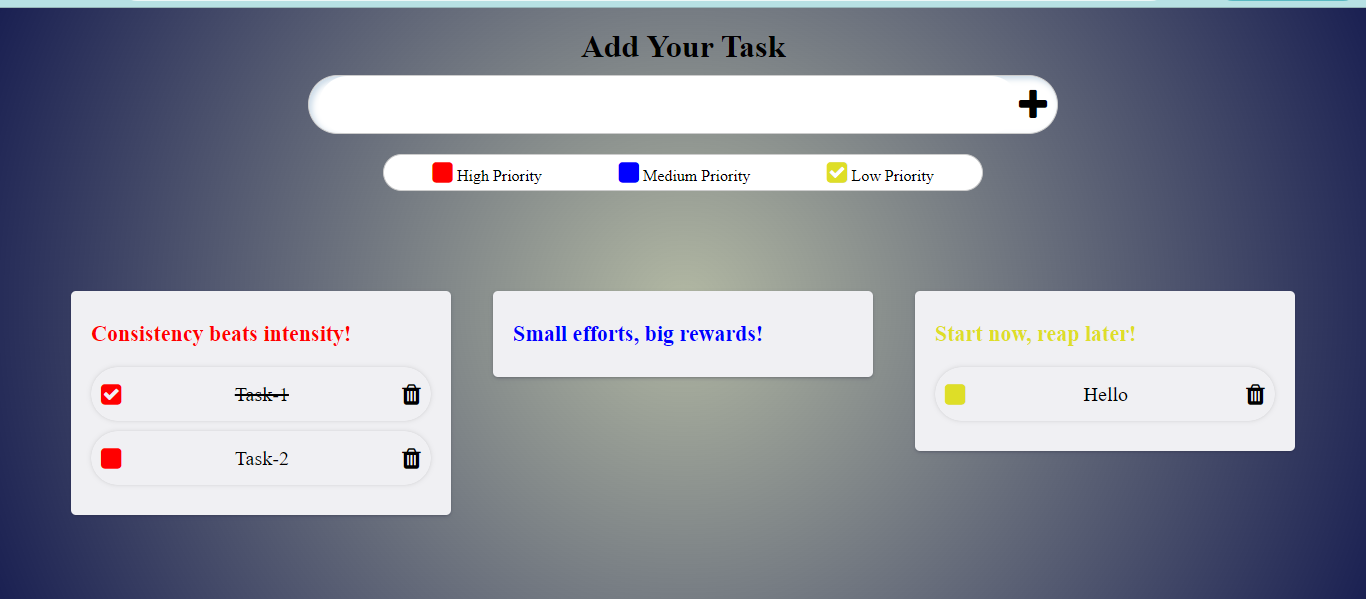 Add Your Task
High Priority
Medium Priority
Low Priority
Consistency beats intensity!
Task-1
Task-2
Small efforts, big rewards!
Start now, reap later!
Hello